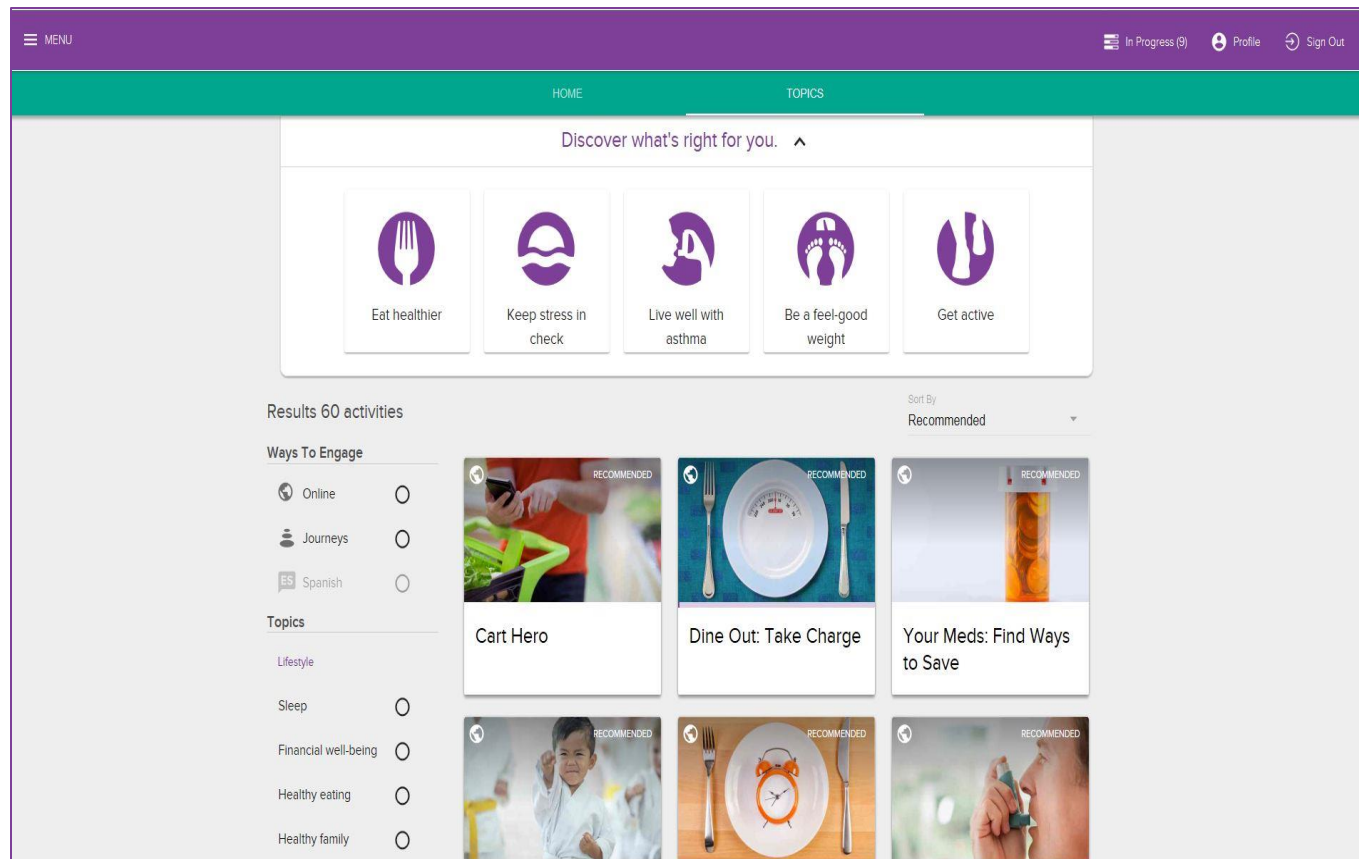 MENU
In Progress (9)
Profile
Sign Out
HOME
TOPICS
Discover what's right for you.
Eat healthier
Keep stress in
check
Live well with
asthma
Be a feel-good
weight
Get active
Results 60 activities
Sort By
Recommended
Ways To Engage
Online
Journeys
ES Spanish
Topics
Lifestyle
Sleep
Financial well-being
Healthy eating
Healthy family
RECOMMENDED
Cart Hero
RECOMMENDED
Dine Out: Take Charge
RECOMMENDED
Your Meds: Find Ways
to Save
RECOMMENDED
RECOMMENDED
RECOMMENDED